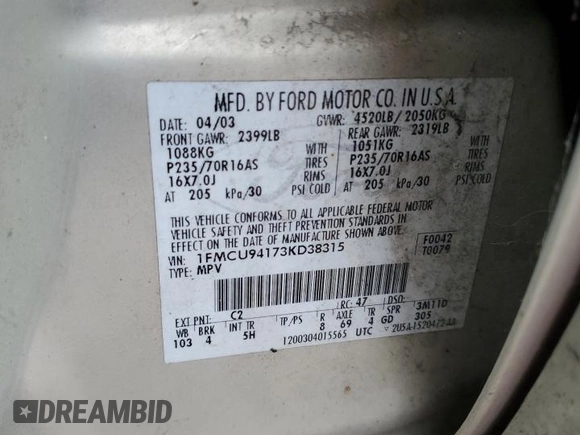 MFD. BY FORD MOTOR CO. IN U.S.A.
DATE: 04/03 GVWR: 4520LB/ 2050KG
FRONT GAWR: 2399LB REAR GAWR: 2319LB
1088KG 1051KG
P235/70R16AS TIRES P235/70R16AS TIRES
16X7.0J RIMS 16X7.0J RIMS
AT 205 kPa/30 PSI COLD AT 205 kPa/30 PSI COLD
THIS VEHICLE CONFORMS TO ALL APPLICABLE FEDERAL MOTOR
VEHICLE SAFETY, BUMPER, AND THEFT PREVENTION STANDARDS IN
EFFECT ON THE DATE OF MANUFACTURE SHOWN ABOVE.
VIN: 1FMCU94173KD38315 F0042
TYPE: MPV T0079
EXT PNT: C2 RC: 47 DSO:
WB BRK INT TR TP/PS R AXLE TR SPR 3M11D
103 4 5H 8 69 4 GD 305
1200304015565 UTC
DREAMBID